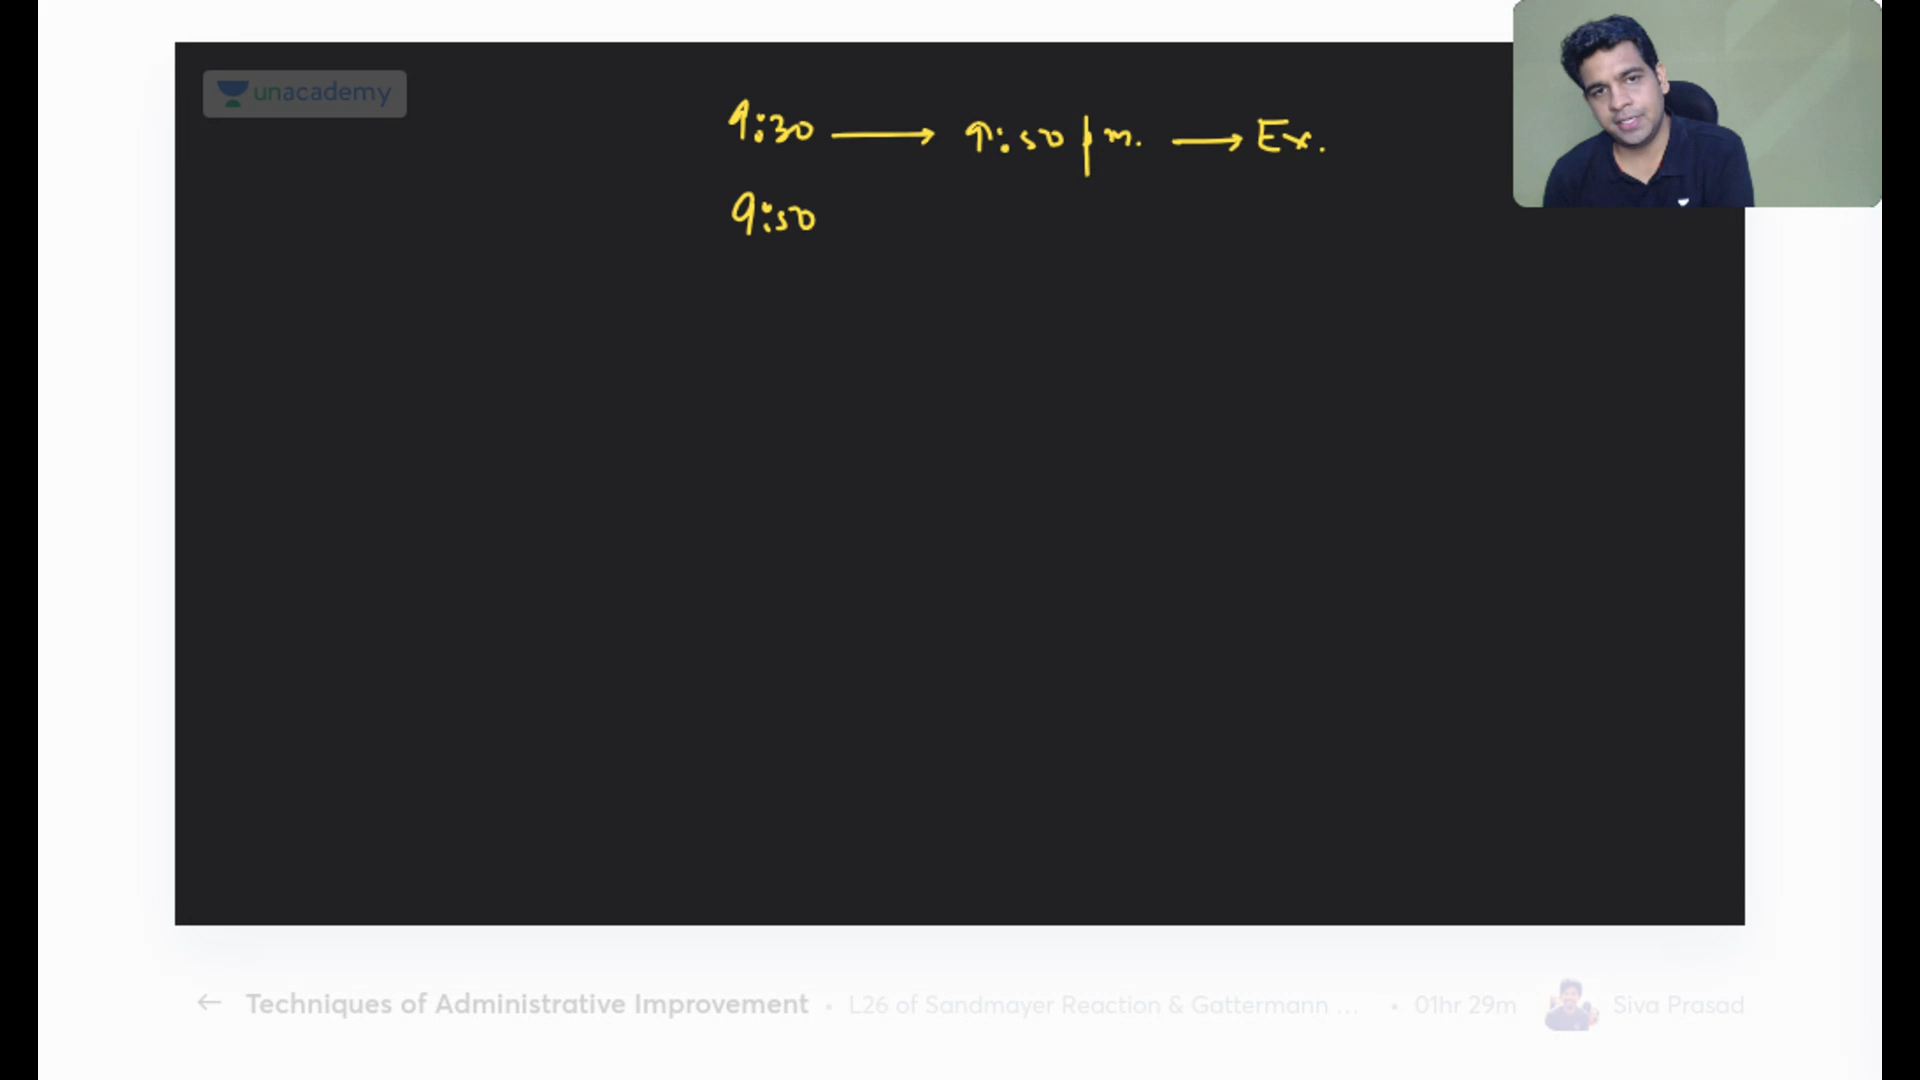 unacademy
9:30 → 9:50 pm. → Ex.
9:50
← Techniques of Administrative Improvement • L26 of Sandmayer Reaction & Gattermann ... • 01hr 29m Siva Prasad